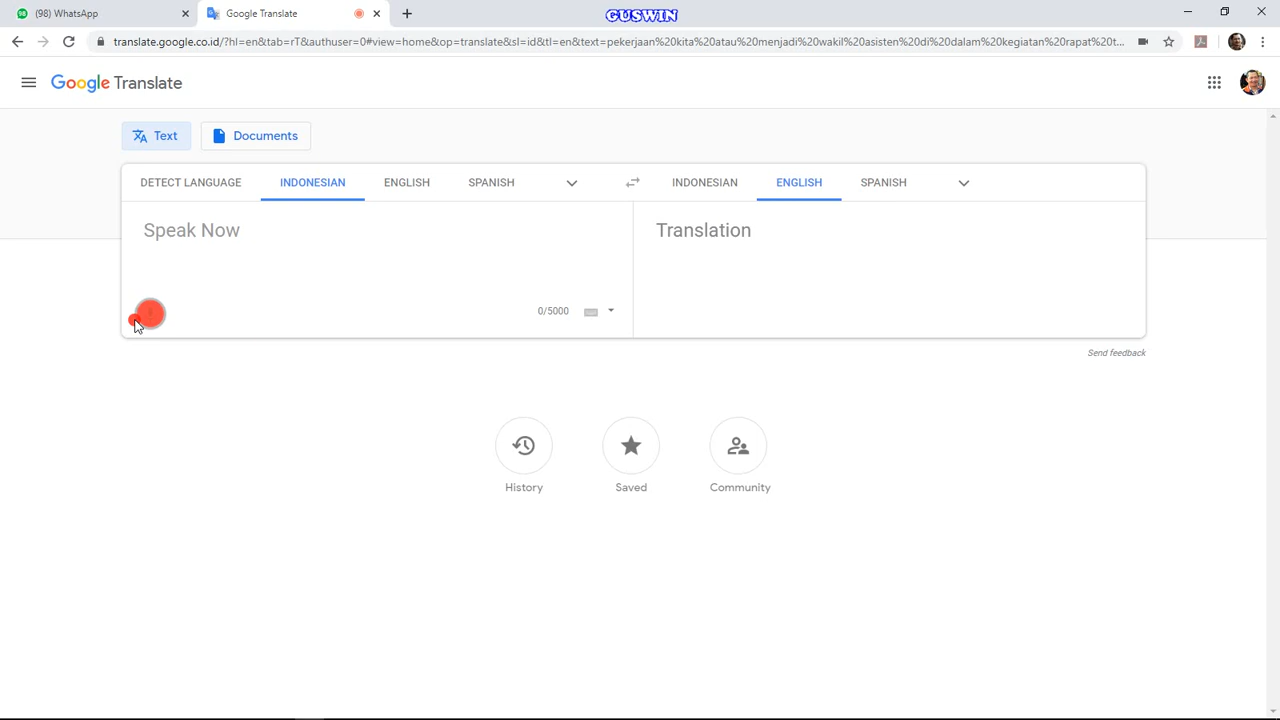 (98) WhatsApp
Google Translate
GUSWIN
translate.google.co.id/?hl=en&tab=rT&authuser=0#view=home&op=translate&sl=id&tl=en&text=pekerjaan%20kita%20atau%20menjadi%20wakil%20asisten%20di%20dalam%20kegiatan%20rapat%20t...
Google Translate
Text
Documents
DETECT LANGUAGE INDONESIAN ENGLISH SPANISH INDONESIAN ENGLISH SPANISH
Speak Now
Translation
0/5000
Send feedback
History
Saved
Community